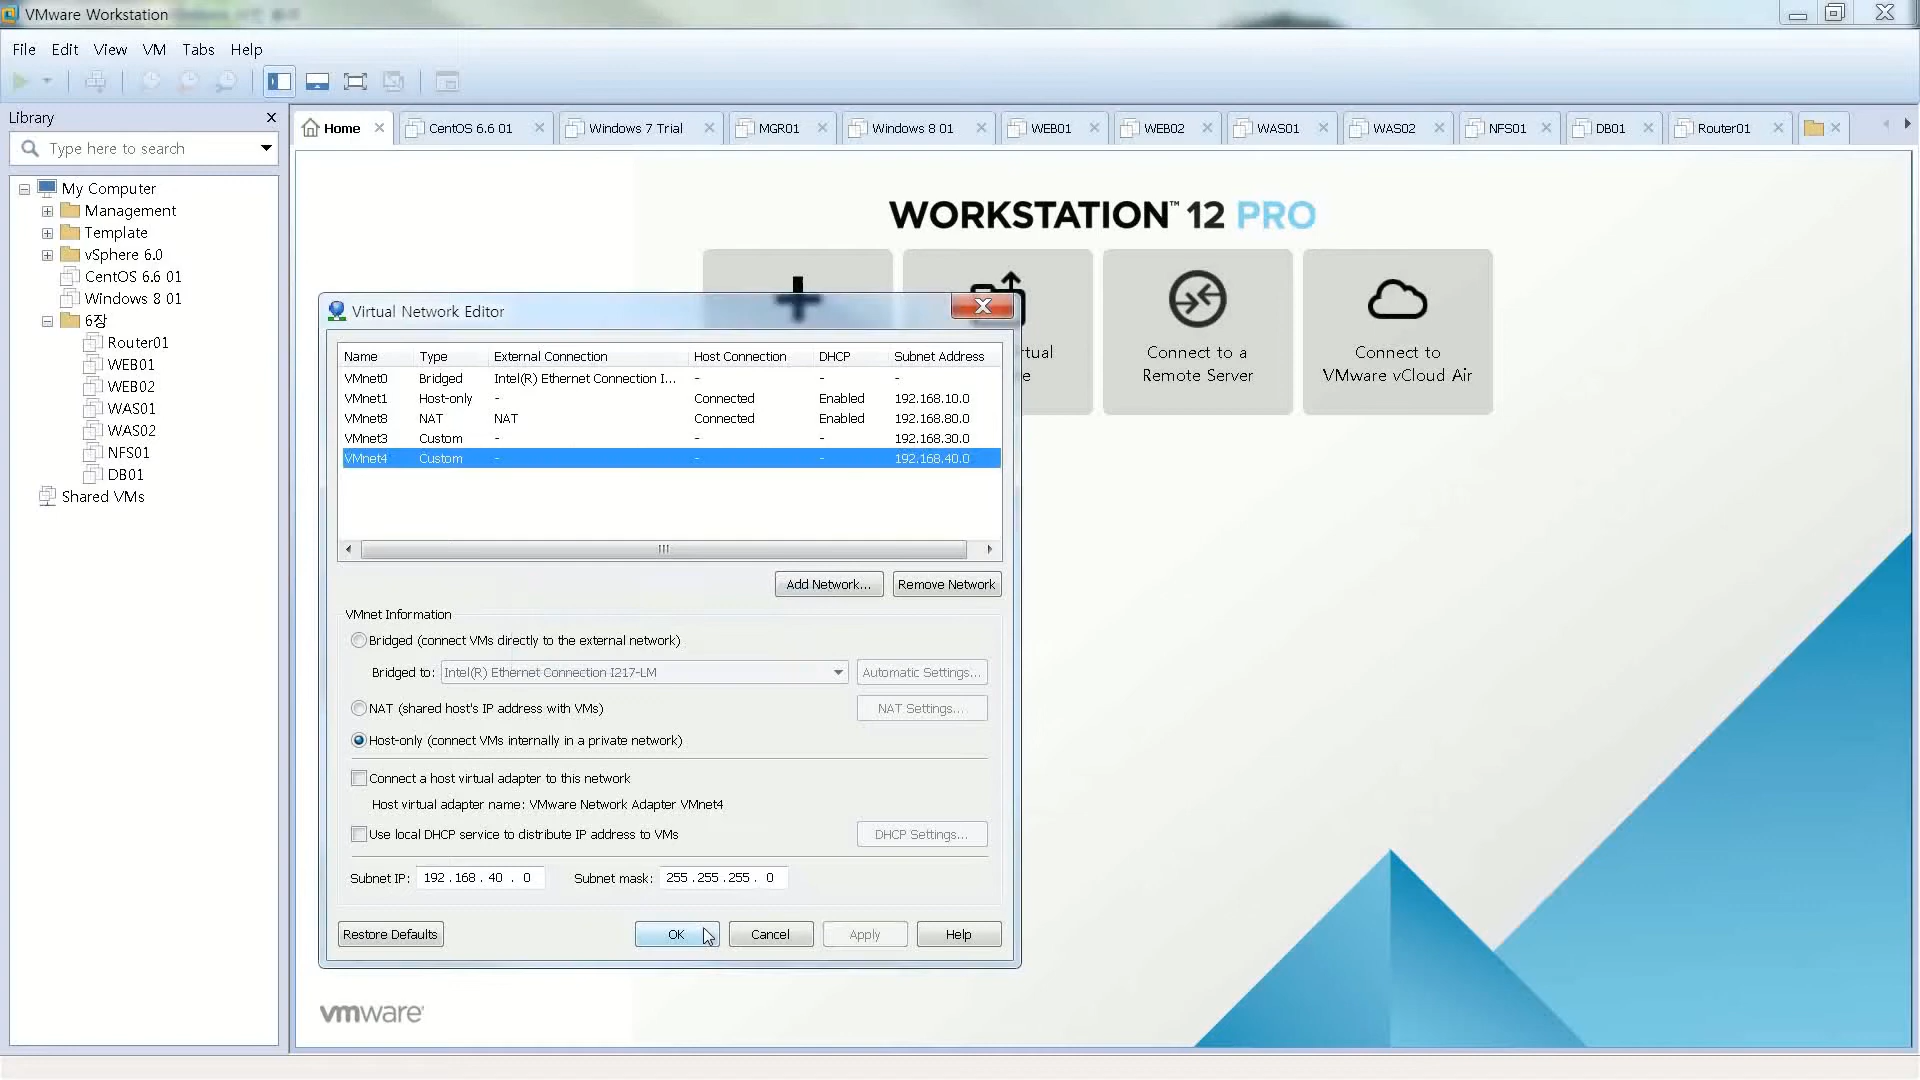 VMware Workstation
File Edit View VM Tabs Help
Library
Home CentOS 6.6 01 Windows 7 Trial MGR01 Windows 8 01 WEB01 WEB02 WAS01 WAS02 NFS01 DB01 Router01
Type here to search
My Computer
Management
Template
vSphere 6.0
CentOS 6.6 01
Windows 8 01
6장
Router01
WEB01
WEB02
WAS01
WAS02
NFS01
DB01
Shared VMs
WORKSTATION™ 12 PRO
Connect to a
Remote Server
Connect to
VMware vCloud Air
Virtual Network Editor
Name Type External Connection Host Connection DHCP Subnet Address
VMnet0 Bridged Intel(R) Ethernet Connection I... - - -
VMnet1 Host-only - Connected Enabled 192.168.10.0
VMnet8 NAT NAT Connected Enabled 192.168.80.0
VMnet3 Custom - - - 192.168.30.0
VMnet4 Custom - - - 192.168.40.0
Add Network... Remove Network
VMnet Information
Bridged (connect VMs directly to the external network)
Bridged to: Intel(R) Ethernet Connection I217-LM Automatic Settings...
NAT (shared host's IP address with VMs) NAT Settings...
Host-only (connect VMs internally in a private network)
Connect a host virtual adapter to this network
Host virtual adapter name: VMware Network Adapter VMnet4
Use local DHCP service to distribute IP address to VMs DHCP Settings...
Subnet IP: 192 . 168 . 40 . 0 Subnet mask: 255 . 255 . 255 . 0
Restore Defaults OK Cancel Apply Help
vmware